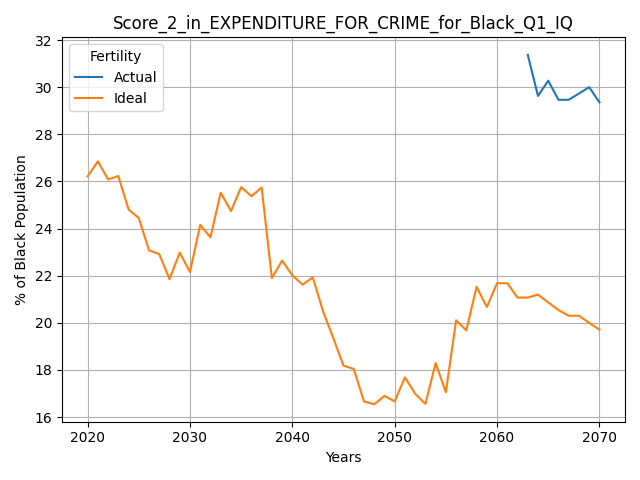 Score_2_in_EXPENDITURE_FOR_CRIME_for_Black_Q1_IQ
Fertility
Actual
Ideal
% of Black Population
32
30
28
26
24
22
20
18
16
2020 2030 2040 2050 2060 2070
Years